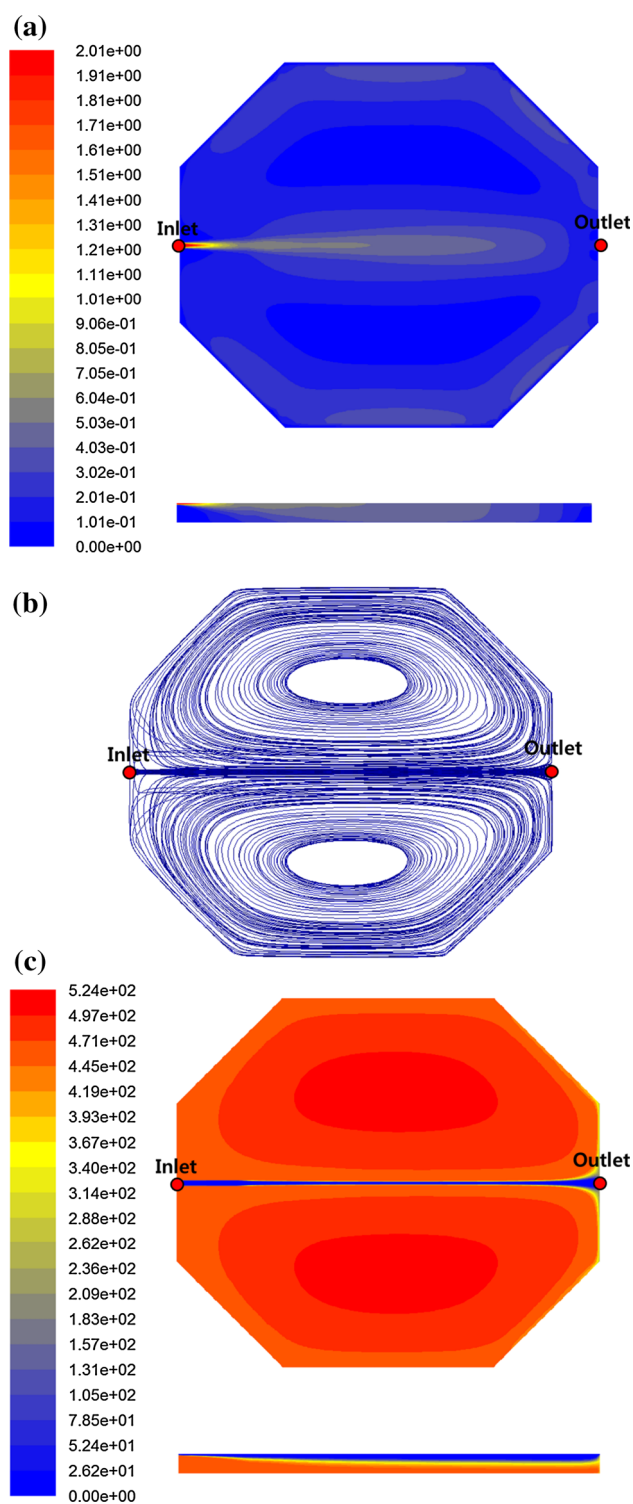 (a)
2.01e+00
1.91e+00
1.81e+00
1.71e+00
1.61e+00
1.51e+00
1.41e+00
1.31e+00
1.21e+00
1.11e+00
1.01e+00
9.06e-01
8.05e-01
7.05e-01
6.04e-01
5.03e-01
4.03e-01
3.02e-01
2.01e-01
1.01e-01
0.00e+00
Inlet
Outlet
(b)
Inlet
Outlet
(c)
5.24e+02
4.97e+02
4.71e+02
4.45e+02
4.19e+02
3.93e+02
3.67e+02
3.40e+02
3.14e+02
2.88e+02
2.62e+02
2.36e+02
2.09e+02
1.83e+02
1.57e+02
1.31e+02
1.05e+02
7.85e+01
5.24e+01
2.62e+01
0.00e+00
Inlet
Outlet